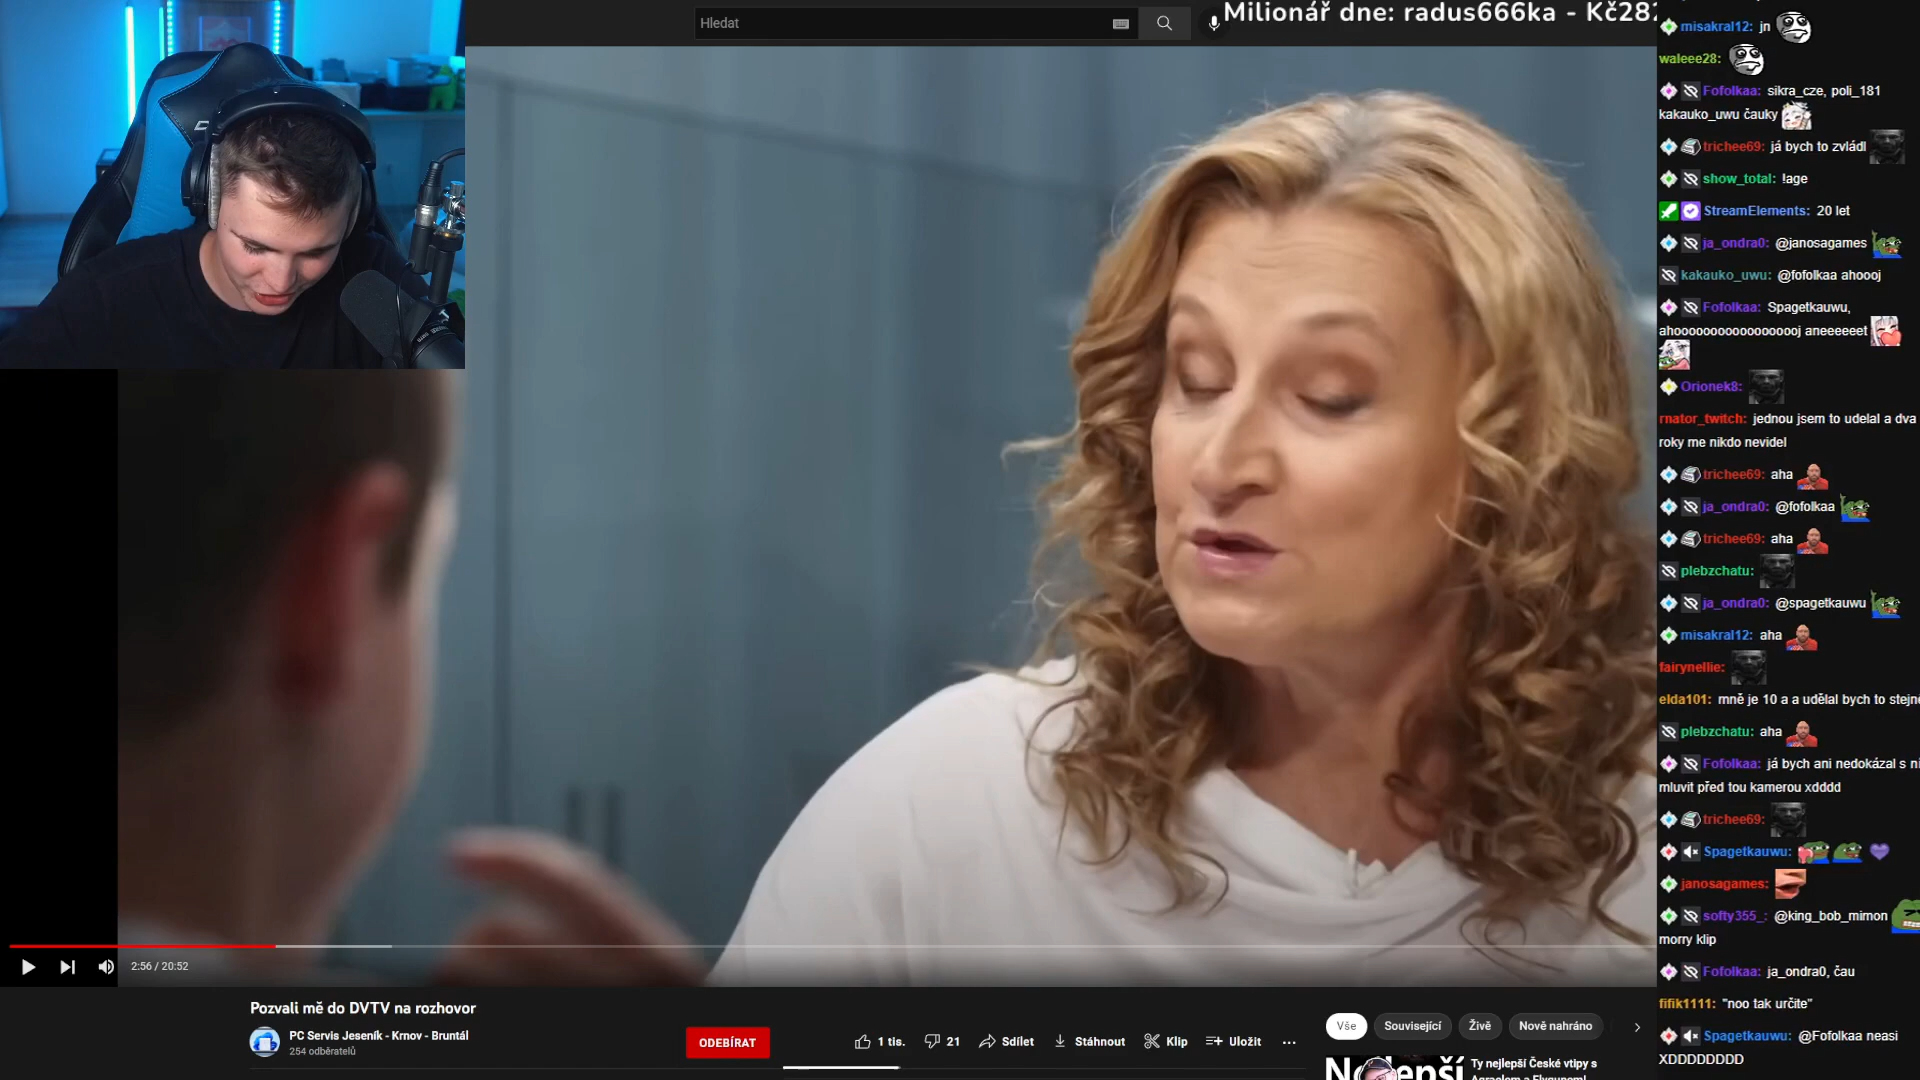 Hledat
Milionář dne: radus666ka - Kč282
misakral12: jn
waleee28:
Fofolkaa: sikra_cze, poli_181
kakauko_uwu čauky
trichee69: já bych to zvládl
show_total: !age
StreamElements: 20 let
ja_ondra0: @janosagames
kakauko_uwu: @fofolkaa ahoooj
Fofolkaa: Spagetkauwu,
ahoooooooooooooooooj aneeeeeet
Orionek8:
rnator_twitch: jednou jsem to udelal a dva
roky me nikdo nevidel
trichee69: aha
ja_ondra0: @fofolkaa
trichee69: aha
plebzchatu:
ja_ondra0: @spagetkauwu
misakral12: aha
fairynellie:
elda101: mně je 10 a a udělal bych to stejně
plebzchatu: aha
Fofolkaa: já bych ani nedokázal s ní
mluvit před tou kamerou xdddd
trichee69:
Spagetkauwu:
janosagames:
softy355_: @king_bob_mimon
morry klip
Fofolkaa: ja_ondra0, čau
fifik1111: "noo tak určite"
Spagetkauwu: @Fofolkaa neasi
XDDDDDDDD
2:56 / 20:52
Pozvali mě do DVTV na rozhovor
PC Servis Jeseník - Krnov - Bruntál
254 odběratelů
ODEBÍRAT
1 tis.
21
Sdílet
Stáhnout
Klip
Uložit
Vše
Související
Živě
Nově nahráno
Nejlepší
Ty nejlepší České vtipy s